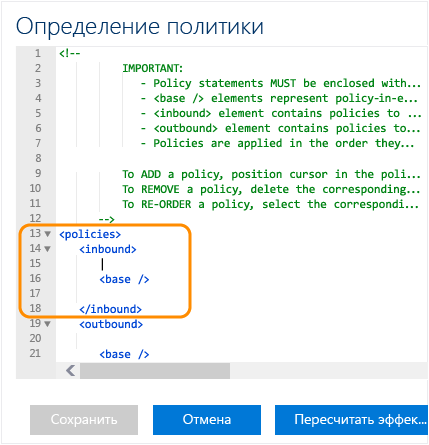 Определение политики
1 <!--
2 IMPORTANT:
3 - Policy statements MUST be enclosed with...
4 - <base /> elements represent policy-in-e...
5 - <inbound> element contains policies to ...
6 - <outbound> element contains policies to...
7 - Policies are applied in the order they...
8
9 To ADD a policy, position cursor in the poli...
10 To REMOVE a policy, delete the corresponding...
11 To RE-ORDER a policy, select the correspondi...
12 -->
13 <policies>
14 <inbound>
15
16 <base />
17
18 </inbound>
19 <outbound>
20
21 <base />
Сохранить Отмена Пересчитать эффек...